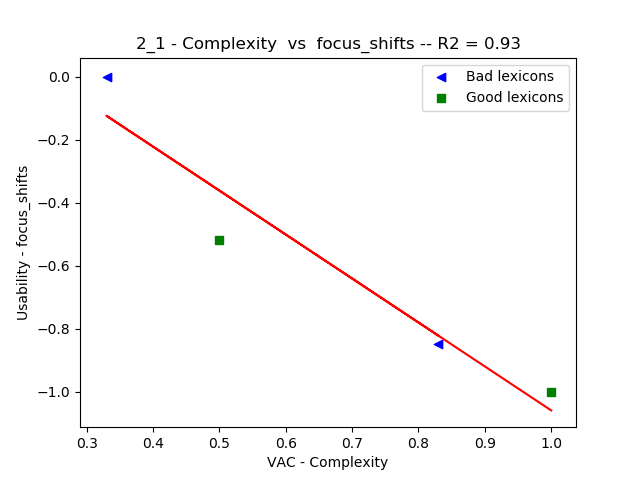 2_1 - Complexity  vs  focus_shifts -- R2 = 0.93
Bad lexicons
Good lexicons
Usability - focus_shifts
0.0
−0.2
−0.4
−0.6
−0.8
−1.0
0.3 0.4 0.5 0.6 0.7 0.8 0.9 1.0
VAC - Complexity